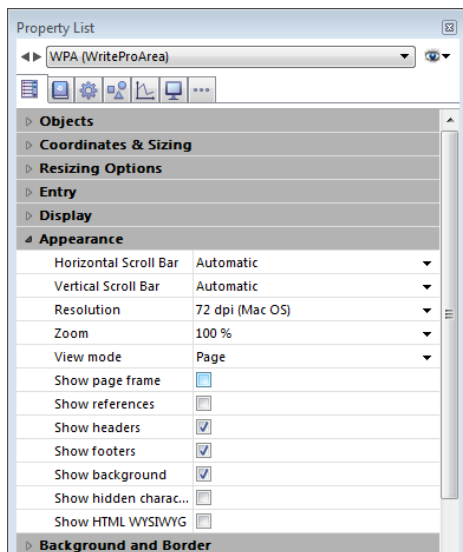 Property List
WPA (WriteProArea)
Objects
Coordinates & Sizing
Resizing Options
Entry
Display
Appearance
Horizontal Scroll Bar Automatic
Vertical Scroll Bar Automatic
Resolution 72 dpi (Mac OS)
Zoom 100 %
View mode Page
Show page frame
Show references
Show headers
Show footers
Show background
Show hidden charac...
Show HTML WYSIWYG
Background and Border